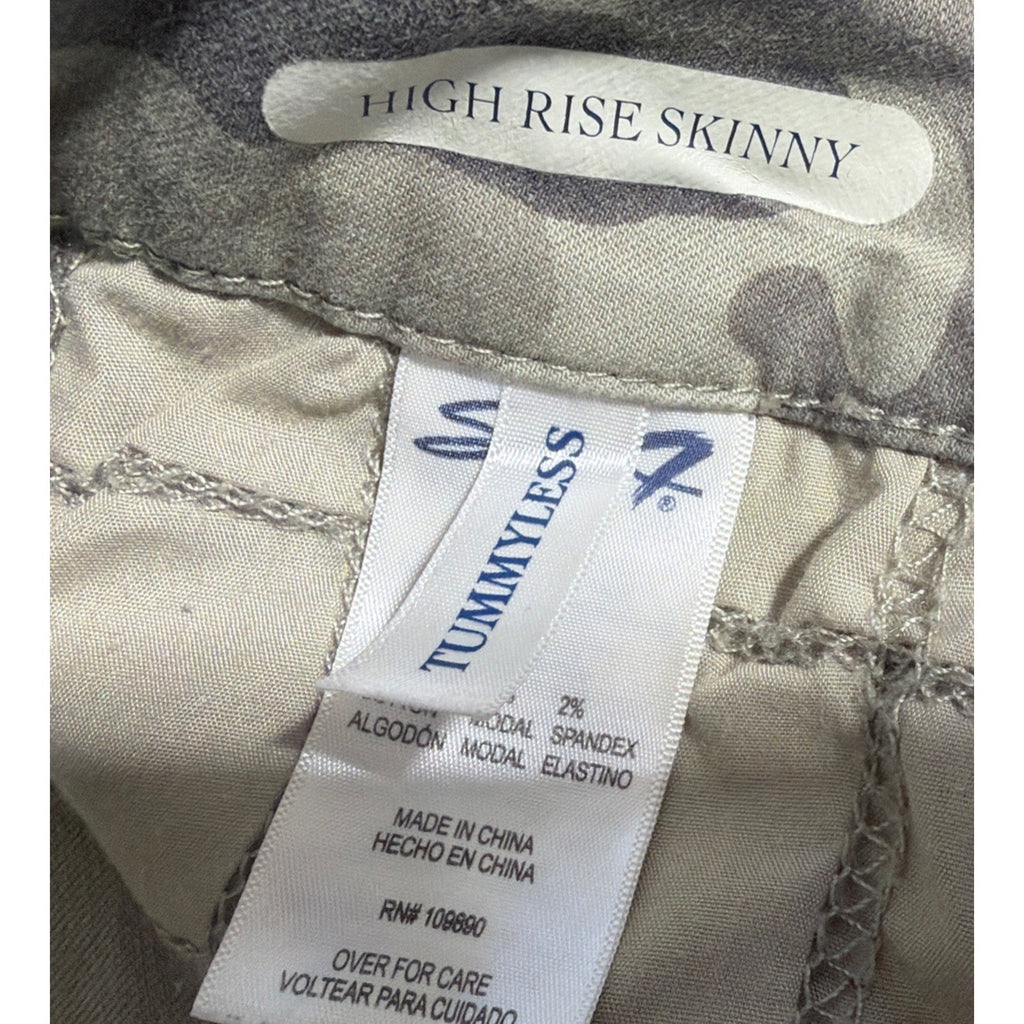 HIGH RISE SKINNY
TUMMYLESS
®
2%
MODAL SPANDEX
ALGODÓN MODAL ELASTINO
MADE IN CHINA
HECHO EN CHINA
RN# 109890
OVER FOR CARE
VOLTEAR PARA CUIDADO